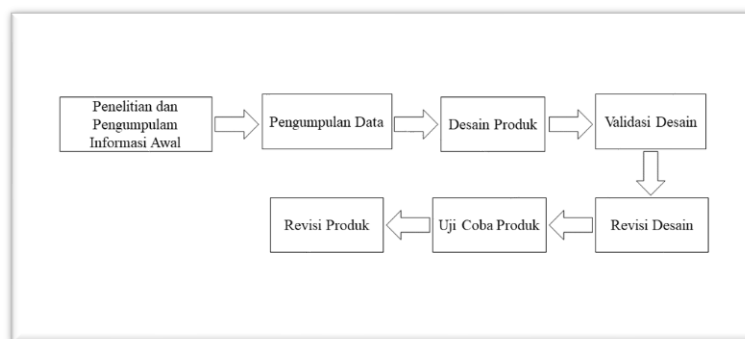 Penelitian dan
Pengumpulam
Informasi Awal
Pengumpulan Data
Desain Produk
Validasi Desain
Revisi Desain
Uji Coba Produk
Revisi Produk